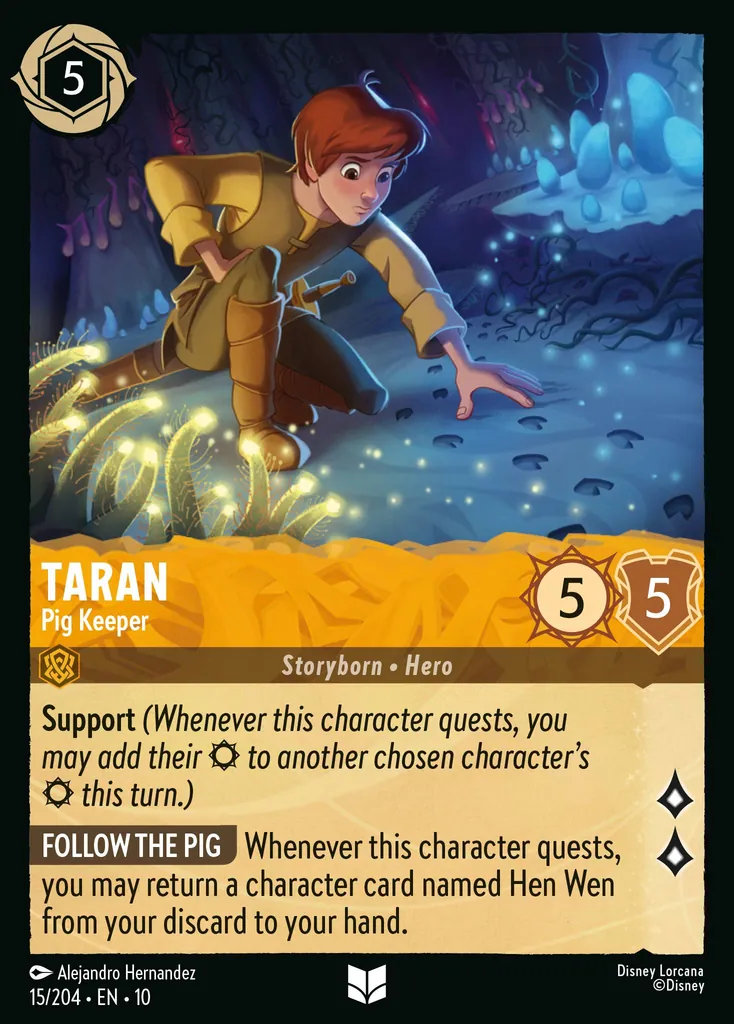 5
TARAN
Pig Keeper
5
5
Storyborn • Hero
Support (Whenever this character quests, you
may add their to another chosen character's
this turn.)
FOLLOW THE PIG Whenever this character quests,
you may return a character card named Hen Wen
from your discard to your hand.
Alejandro Hernandez
15/204 • EN • 10
Disney Lorcana
©Disney